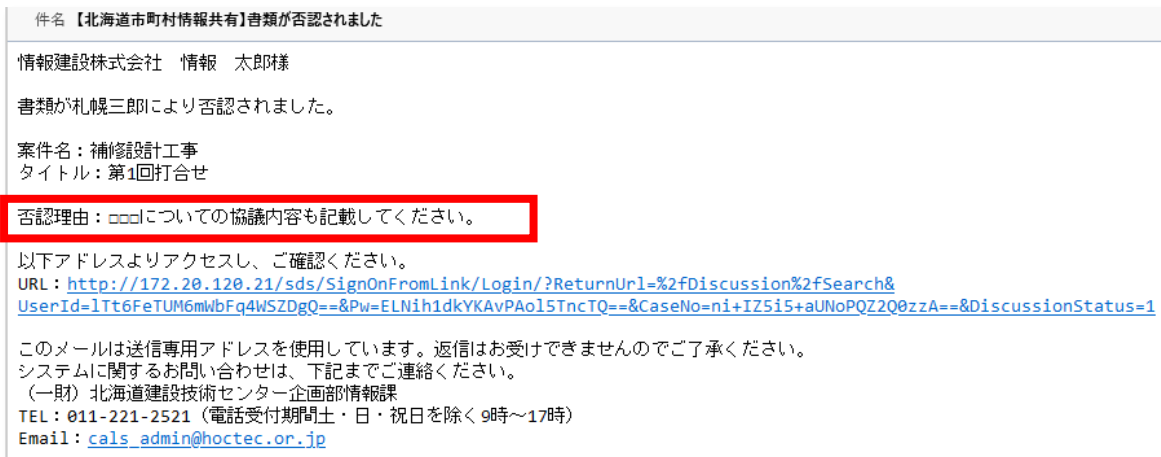 件名 【北海道市町村情報共有】書類が否認されました
情報建設株式会社　情報　太郎様
書類が札幌三郎により否認されました。
案件名：補修設計工事
タイトル：第1回打合せ
否認理由：□□□についての協議内容も記載してください。
以下アドレスよりアクセスし、ご確認ください。
URL：http://172.20.120.21/sds/SignOnFromLink/Login/?ReturnUrl=%2fDiscussion%2fSearch&
UserId=lTt6FeTUM6mWbFq4WSZDgQ==&Pw=ELNih1dkYKAvPAol5TncTQ==&CaseNo=ni+IZ5i5+aUNoPQZ2Q0zzA==&DiscussionStatus=1
このメールは送信専用アドレスを使用しています。返信はお受けできませんのでご了承ください。
システムに関するお問い合わせは、下記までご連絡ください。
（一財）北海道建設技術センター企画部情報課
TEL：011-221-2521（電話受付期間土・日・祝日を除く9時～17時）
Email：cals_admin@hoctec.or.jp